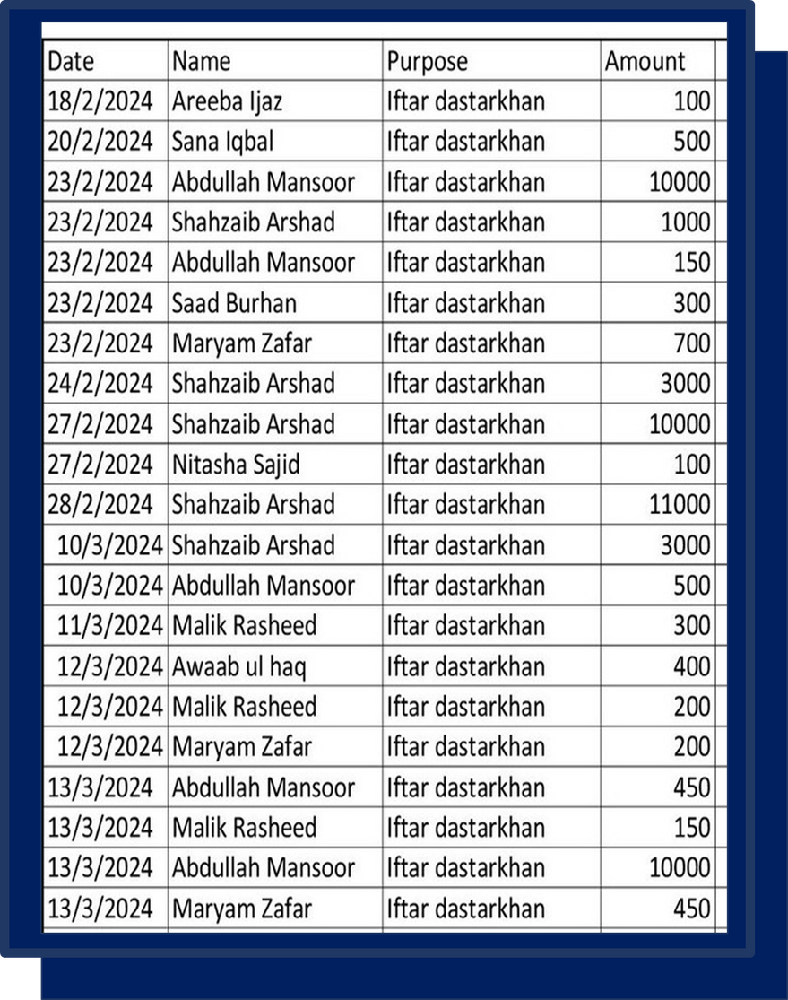 Date Name Purpose Amount
18/2/2024 Areeba Ijaz Iftar dastarkhan 100
20/2/2024 Sana Iqbal Iftar dastarkhan 500
23/2/2024 Abdullah Mansoor Iftar dastarkhan 10000
23/2/2024 Shahzaib Arshad Iftar dastarkhan 1000
23/2/2024 Abdullah Mansoor Iftar dastarkhan 150
23/2/2024 Saad Burhan Iftar dastarkhan 300
23/2/2024 Maryam Zafar Iftar dastarkhan 700
24/2/2024 Shahzaib Arshad Iftar dastarkhan 3000
27/2/2024 Shahzaib Arshad Iftar dastarkhan 10000
27/2/2024 Nitasha Sajid Iftar dastarkhan 100
28/2/2024 Shahzaib Arshad Iftar dastarkhan 11000
10/3/2024 Shahzaib Arshad Iftar dastarkhan 3000
10/3/2024 Abdullah Mansoor Iftar dastarkhan 500
11/3/2024 Malik Rasheed Iftar dastarkhan 300
12/3/2024 Awaab ul haq Iftar dastarkhan 400
12/3/2024 Malik Rasheed Iftar dastarkhan 200
12/3/2024 Maryam Zafar Iftar dastarkhan 200
13/3/2024 Abdullah Mansoor Iftar dastarkhan 450
13/3/2024 Malik Rasheed Iftar dastarkhan 150
13/3/2024 Abdullah Mansoor Iftar dastarkhan 10000
13/3/2024 Maryam Zafar Iftar dastarkhan 450